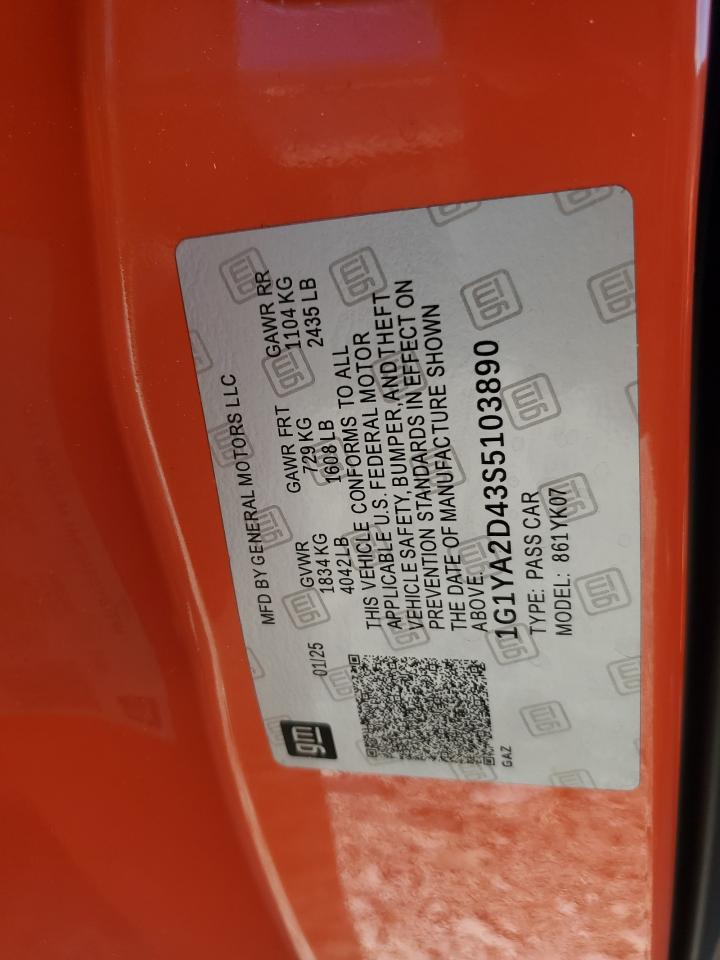 MFD BY GENERAL MOTORS LLC
gm
01/25
GVWR GAWR FRT GAWR RR
1834 KG 729 KG 1104 KG
4042 LB 1608 LB 2435 LB
THIS VEHICLE CONFORMS TO ALL
APPLICABLE U.S. FEDERAL MOTOR
VEHICLE SAFETY, BUMPER, AND THEFT
PREVENTION STANDARDS IN EFFECT ON
THE DATE OF MANUFACTURE SHOWN
ABOVE.
1G1YA2D43S5103890
TYPE: PASS CAR
MODEL: 861YK07
GAZ